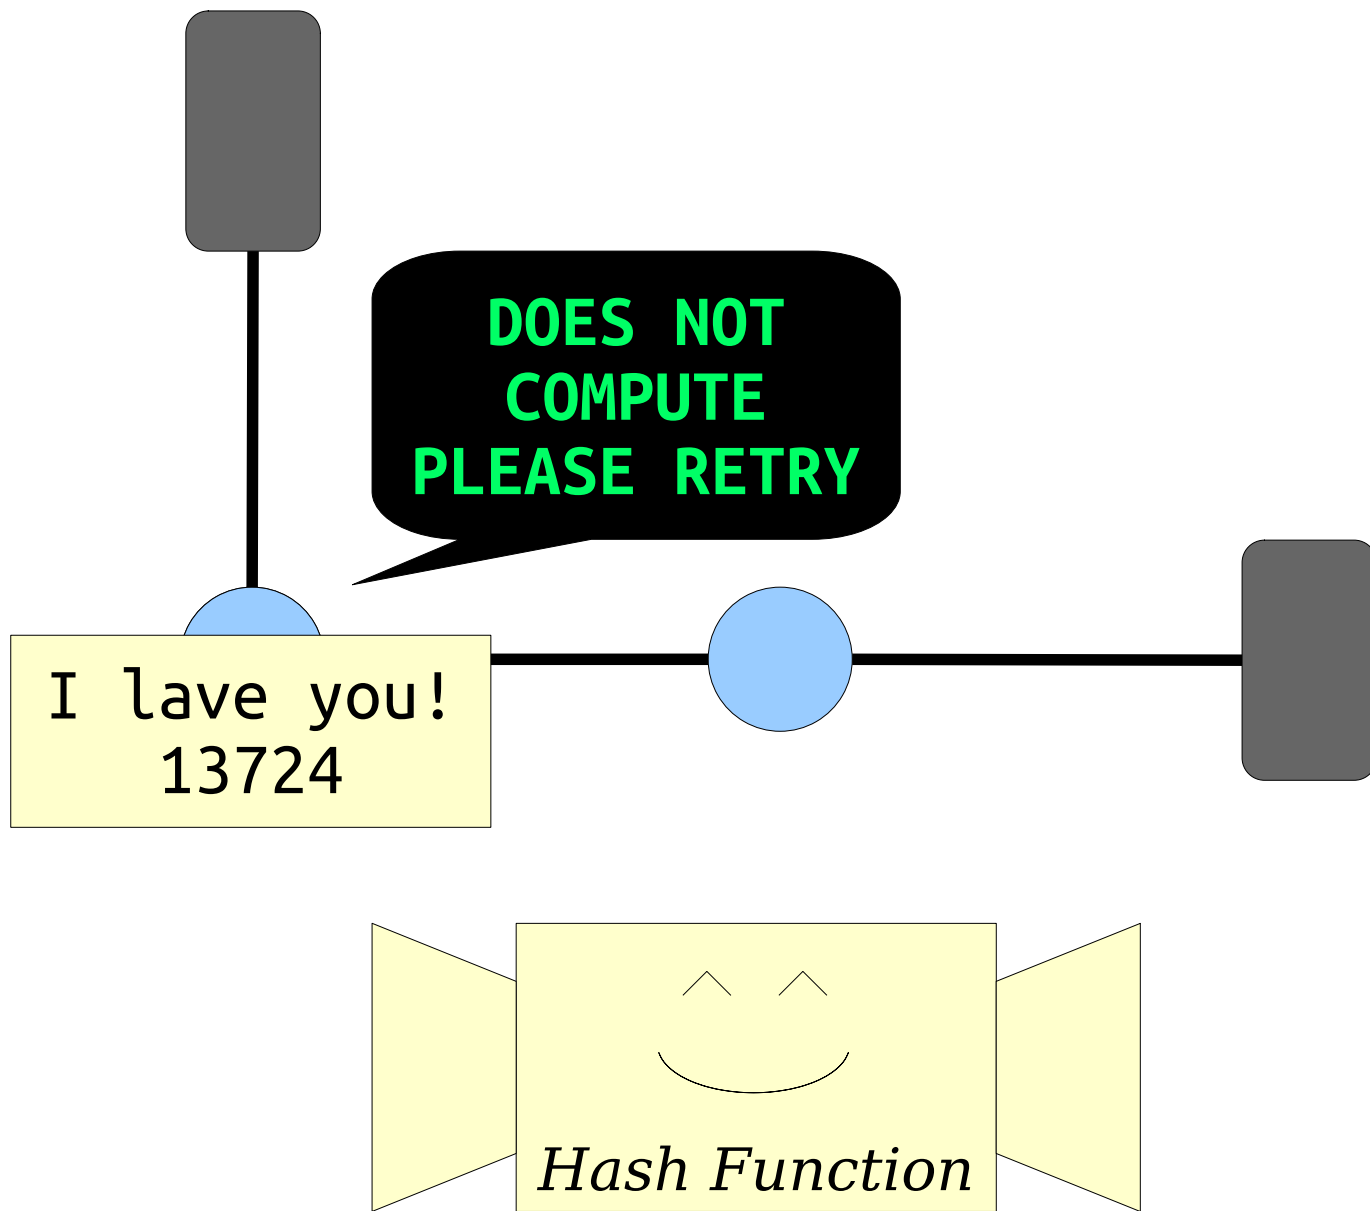 DOES NOT
COMPUTE
PLEASE RETRY
I lave you!
13724
Hash Function